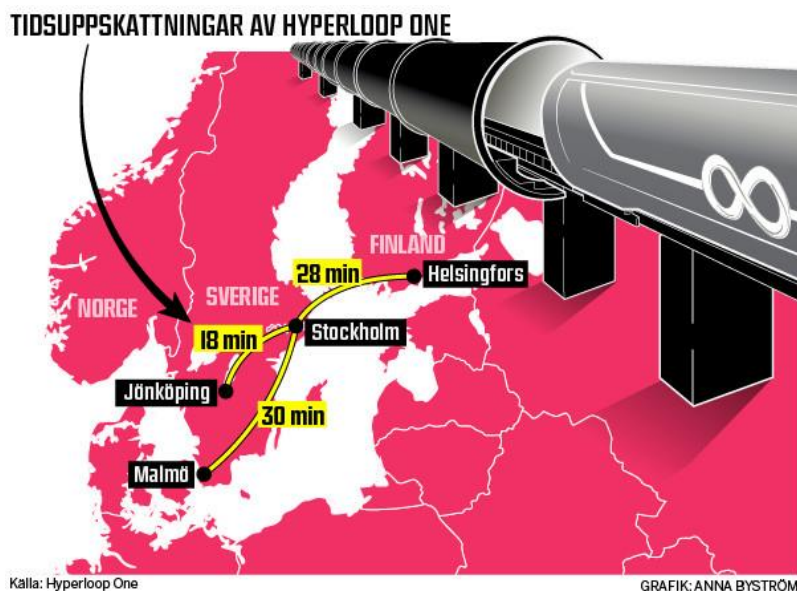 TIDSUPPSKATTNINGAR AV HYPERLOOP ONE
FINLAND
28 min
Helsingfors
NORGE
SVERIGE
18 min
Stockholm
Jönköping
30 min
Malmö
Källa: Hyperloop One
GRAFIK: ANNA BYSTRÖM